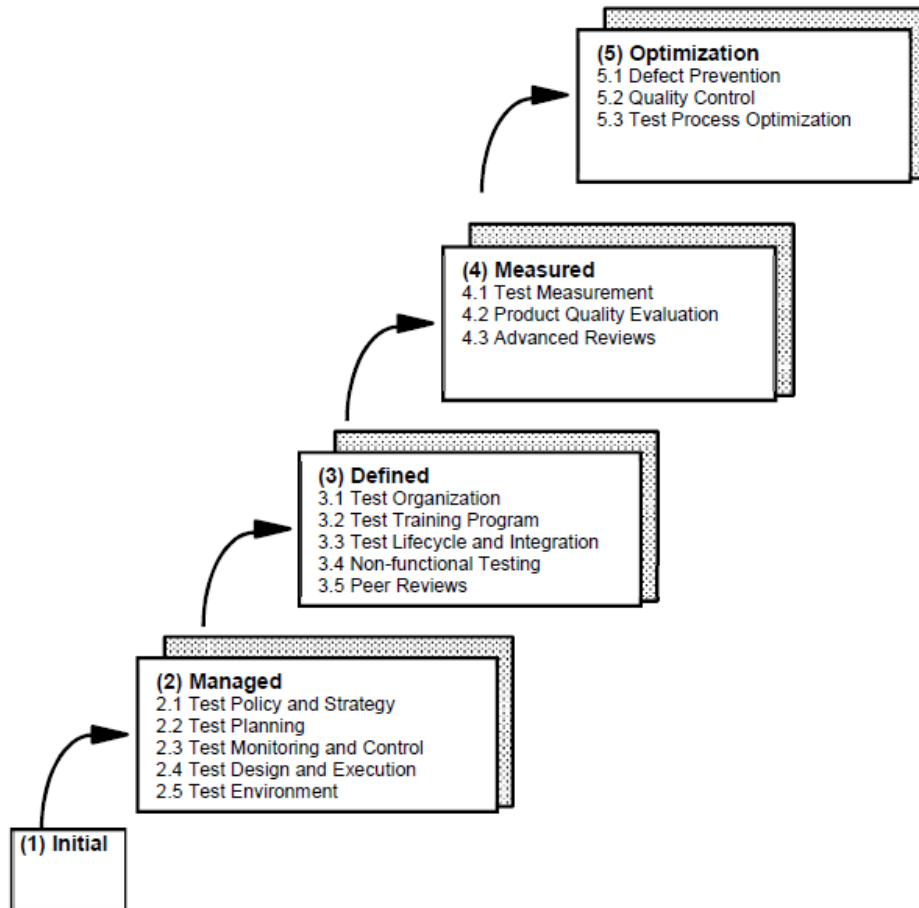 (5) Optimization
5.1 Defect Prevention
5.2 Quality Control
5.3 Test Process Optimization
(4) Measured
4.1 Test Measurement
4.2 Product Quality Evaluation
4.3 Advanced Reviews
(3) Defined
3.1 Test Organization
3.2 Test Training Program
3.3 Test Lifecycle and Integration
3.4 Non-functional Testing
3.5 Peer Reviews
(2) Managed
2.1 Test Policy and Strategy
2.2 Test Planning
2.3 Test Monitoring and Control
2.4 Test Design and Execution
2.5 Test Environment
(1) Initial